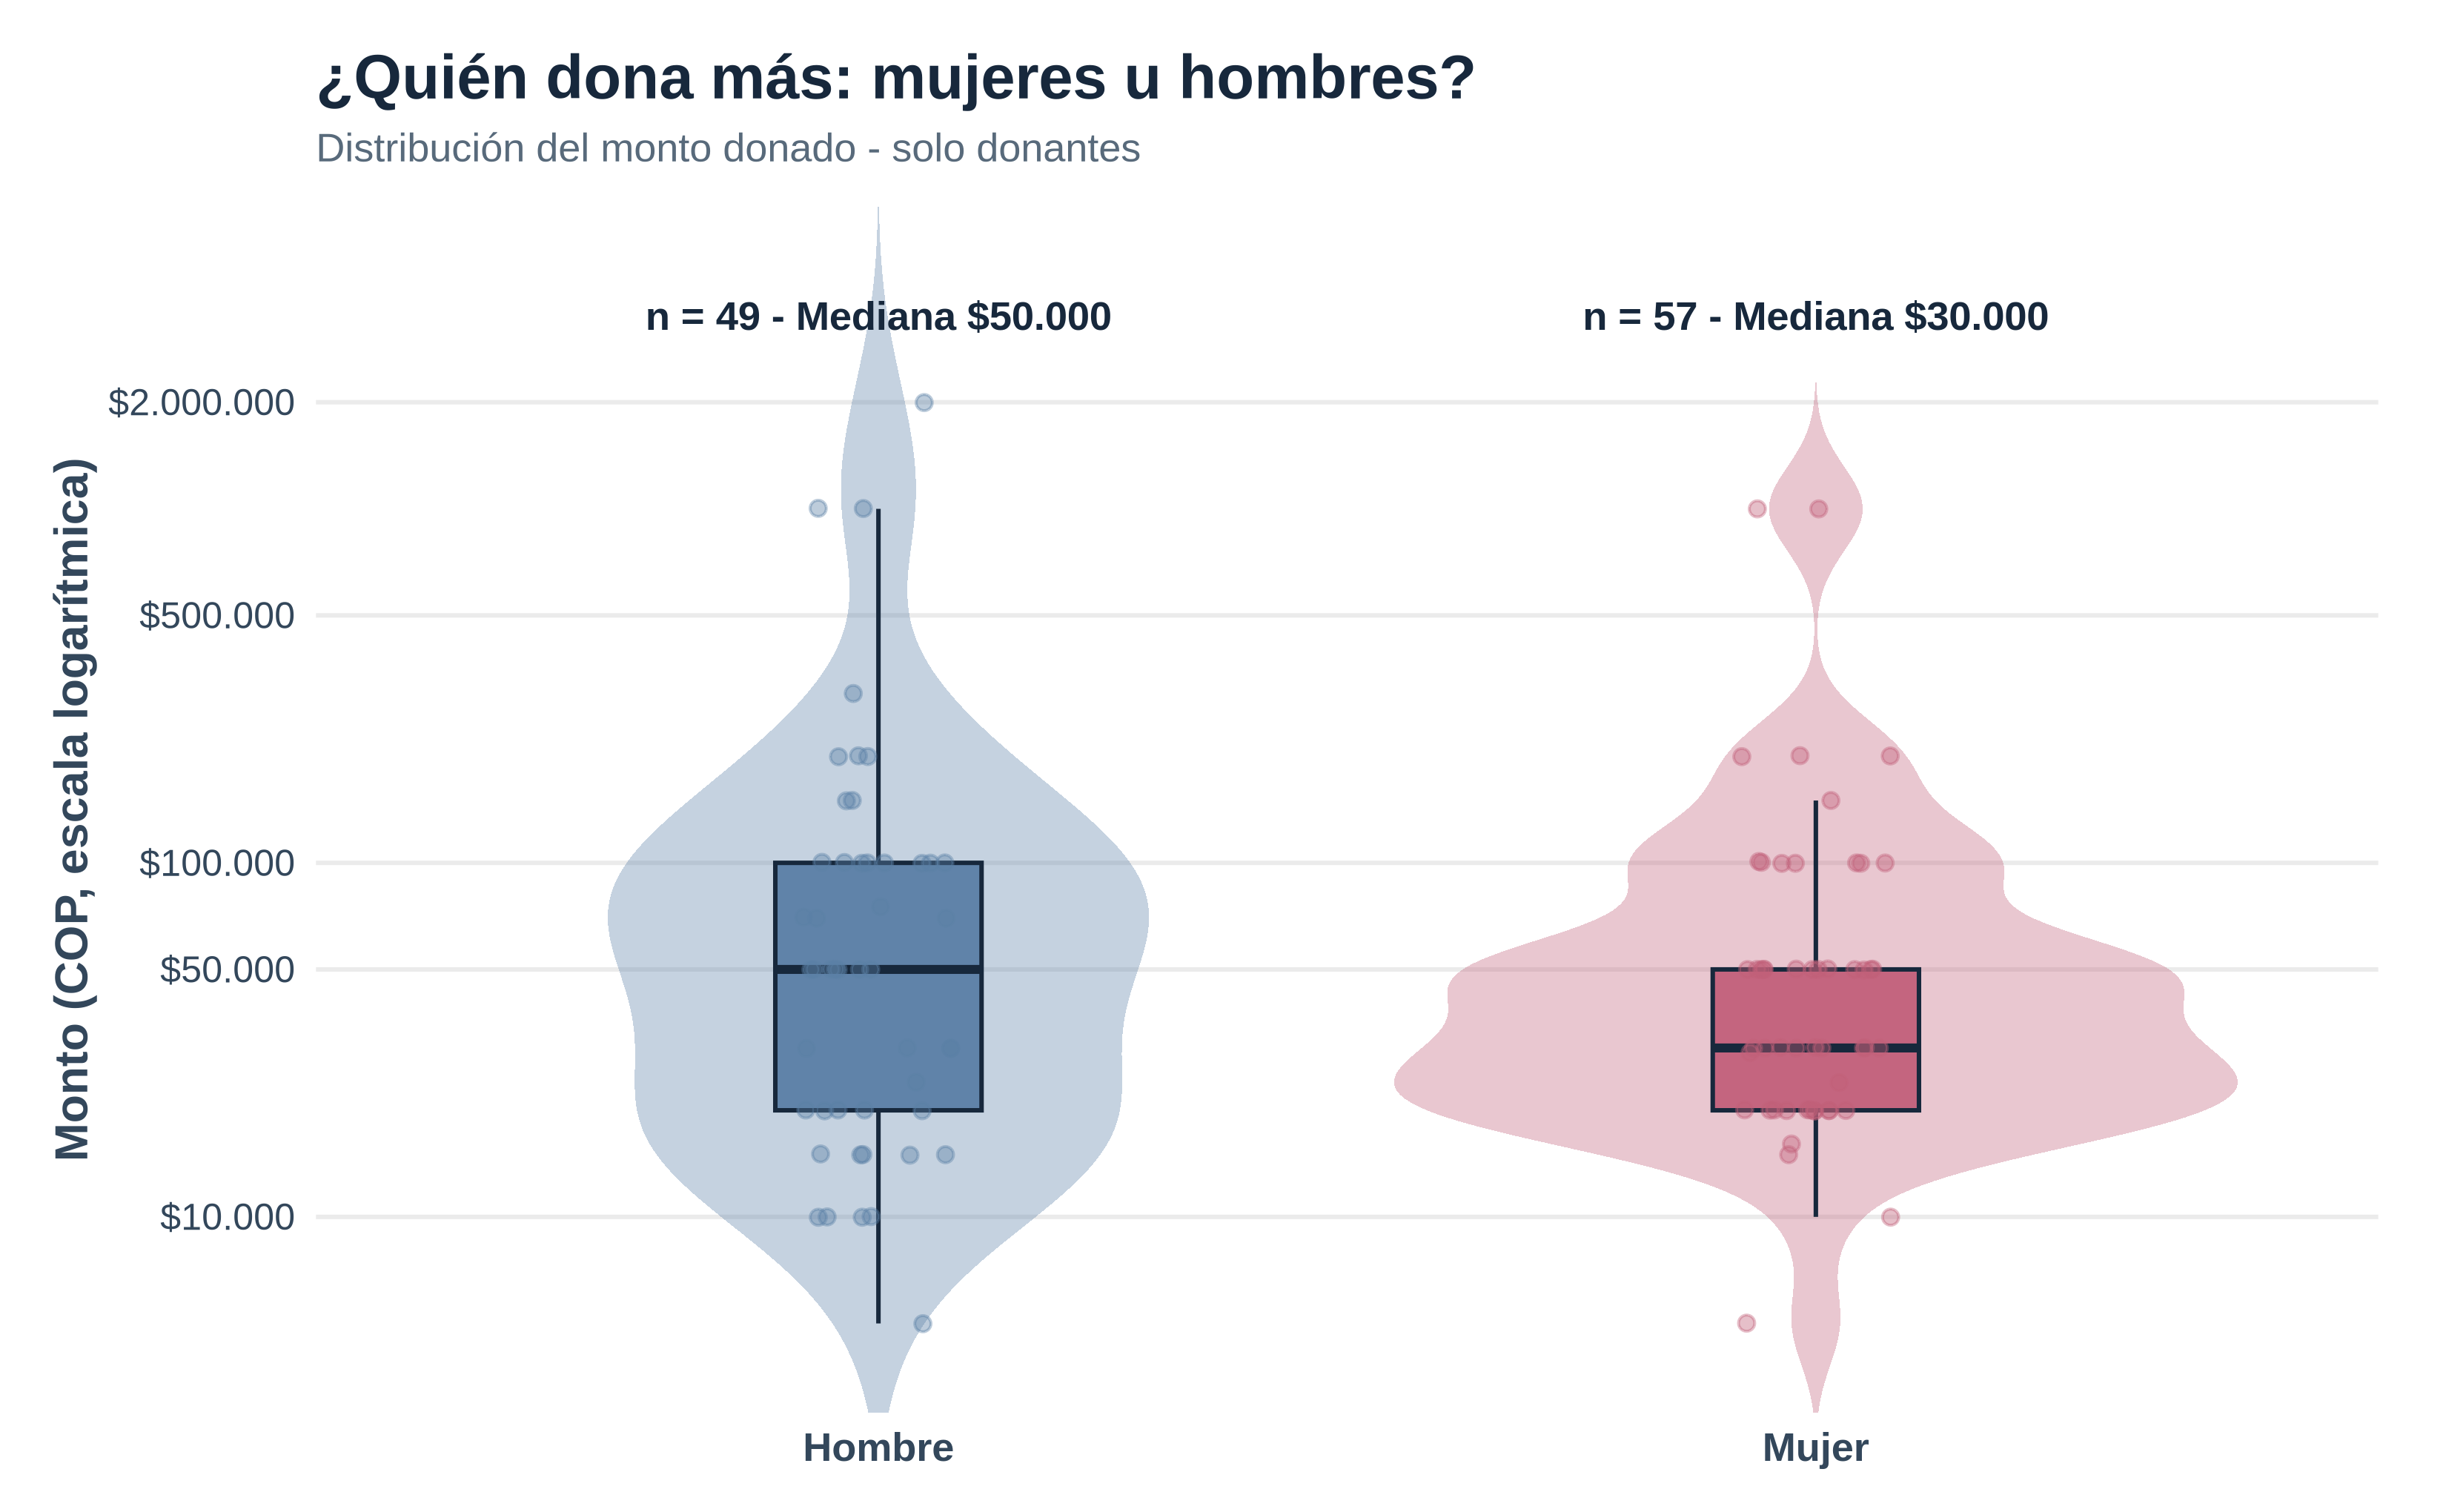 ¿Quién dona más: mujeres u hombres?
Distribución del monto donado - solo donantes
n = 49 - Mediana $50.000
n = 57 - Mediana $30.000
Monto (COP, escala logarítmica)
$2.000.000
$500.000
$100.000
$50.000
$10.000
Hombre
Mujer